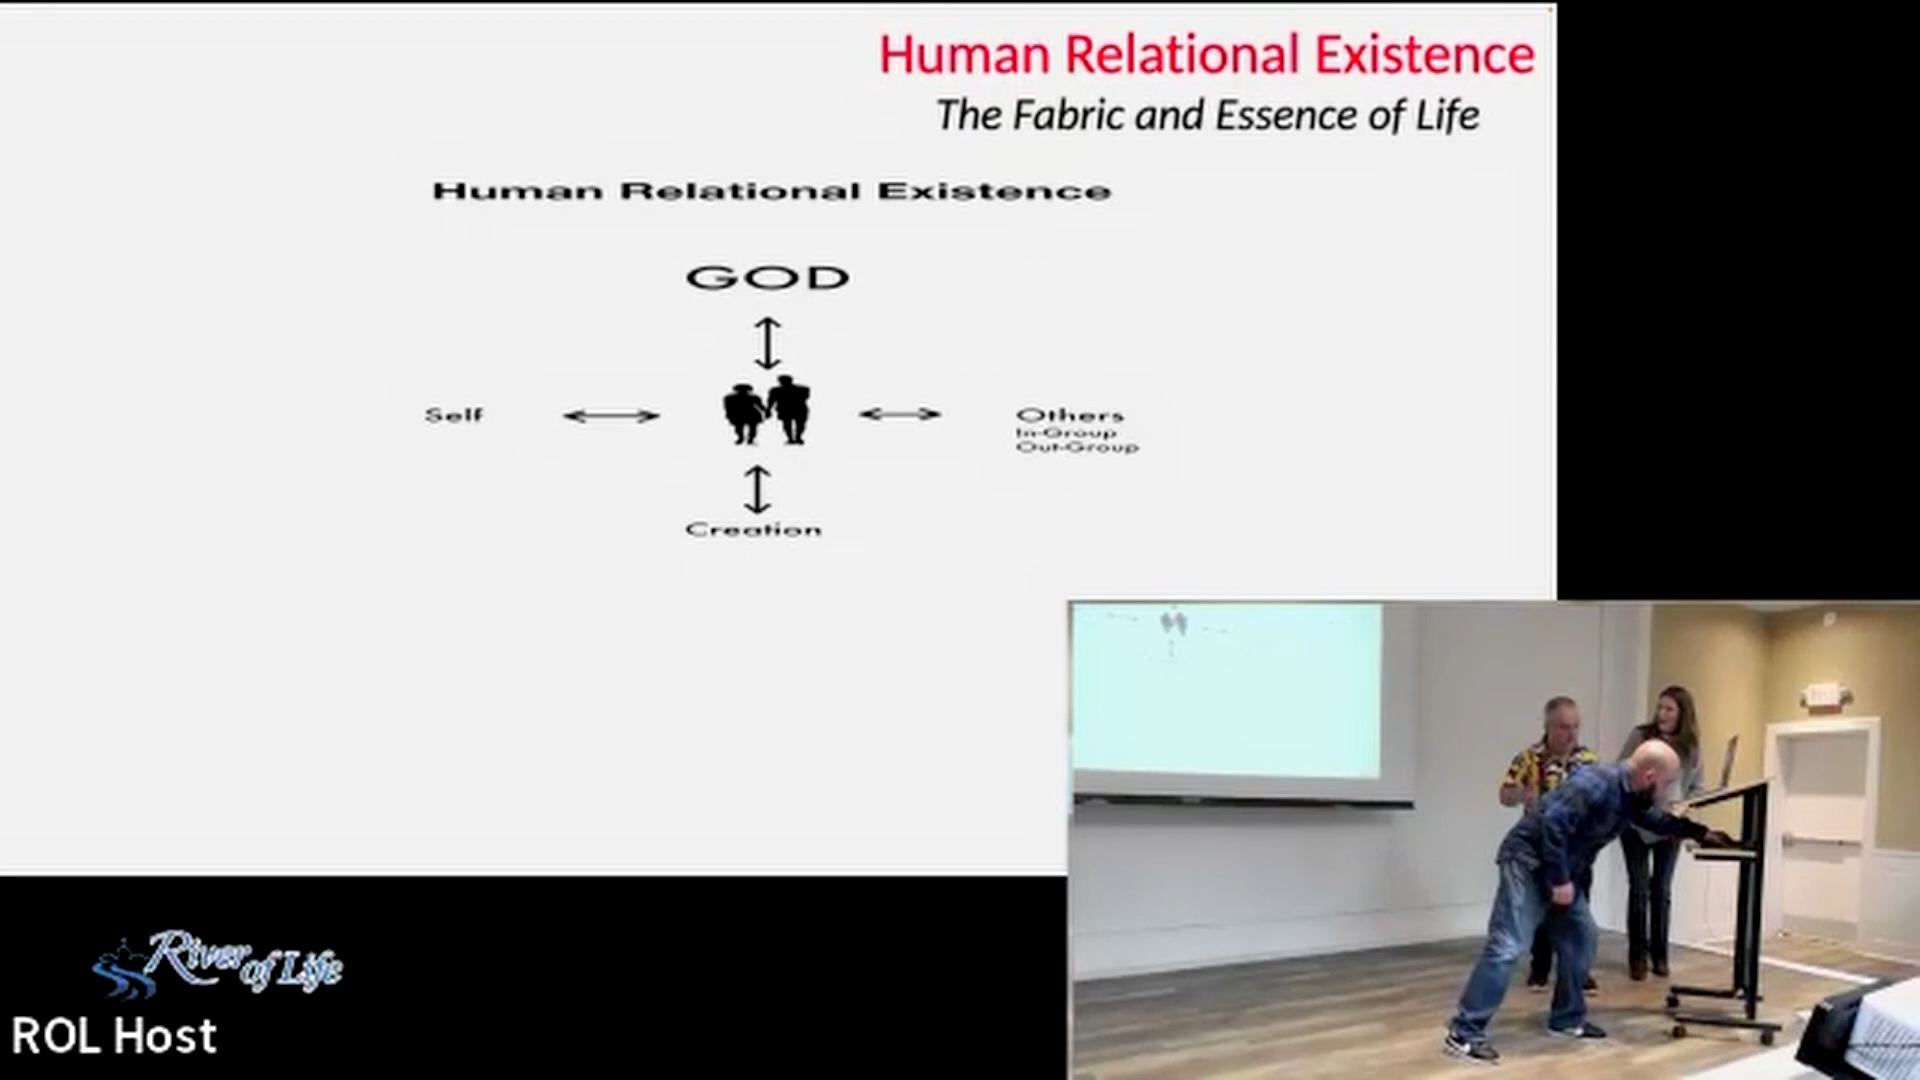 Human Relational Existence
The Fabric and Essence of Life
Human Relational Existence
GOD
Self
Others
In-Group
Out-Group
Creation
River of Life
ROL Host